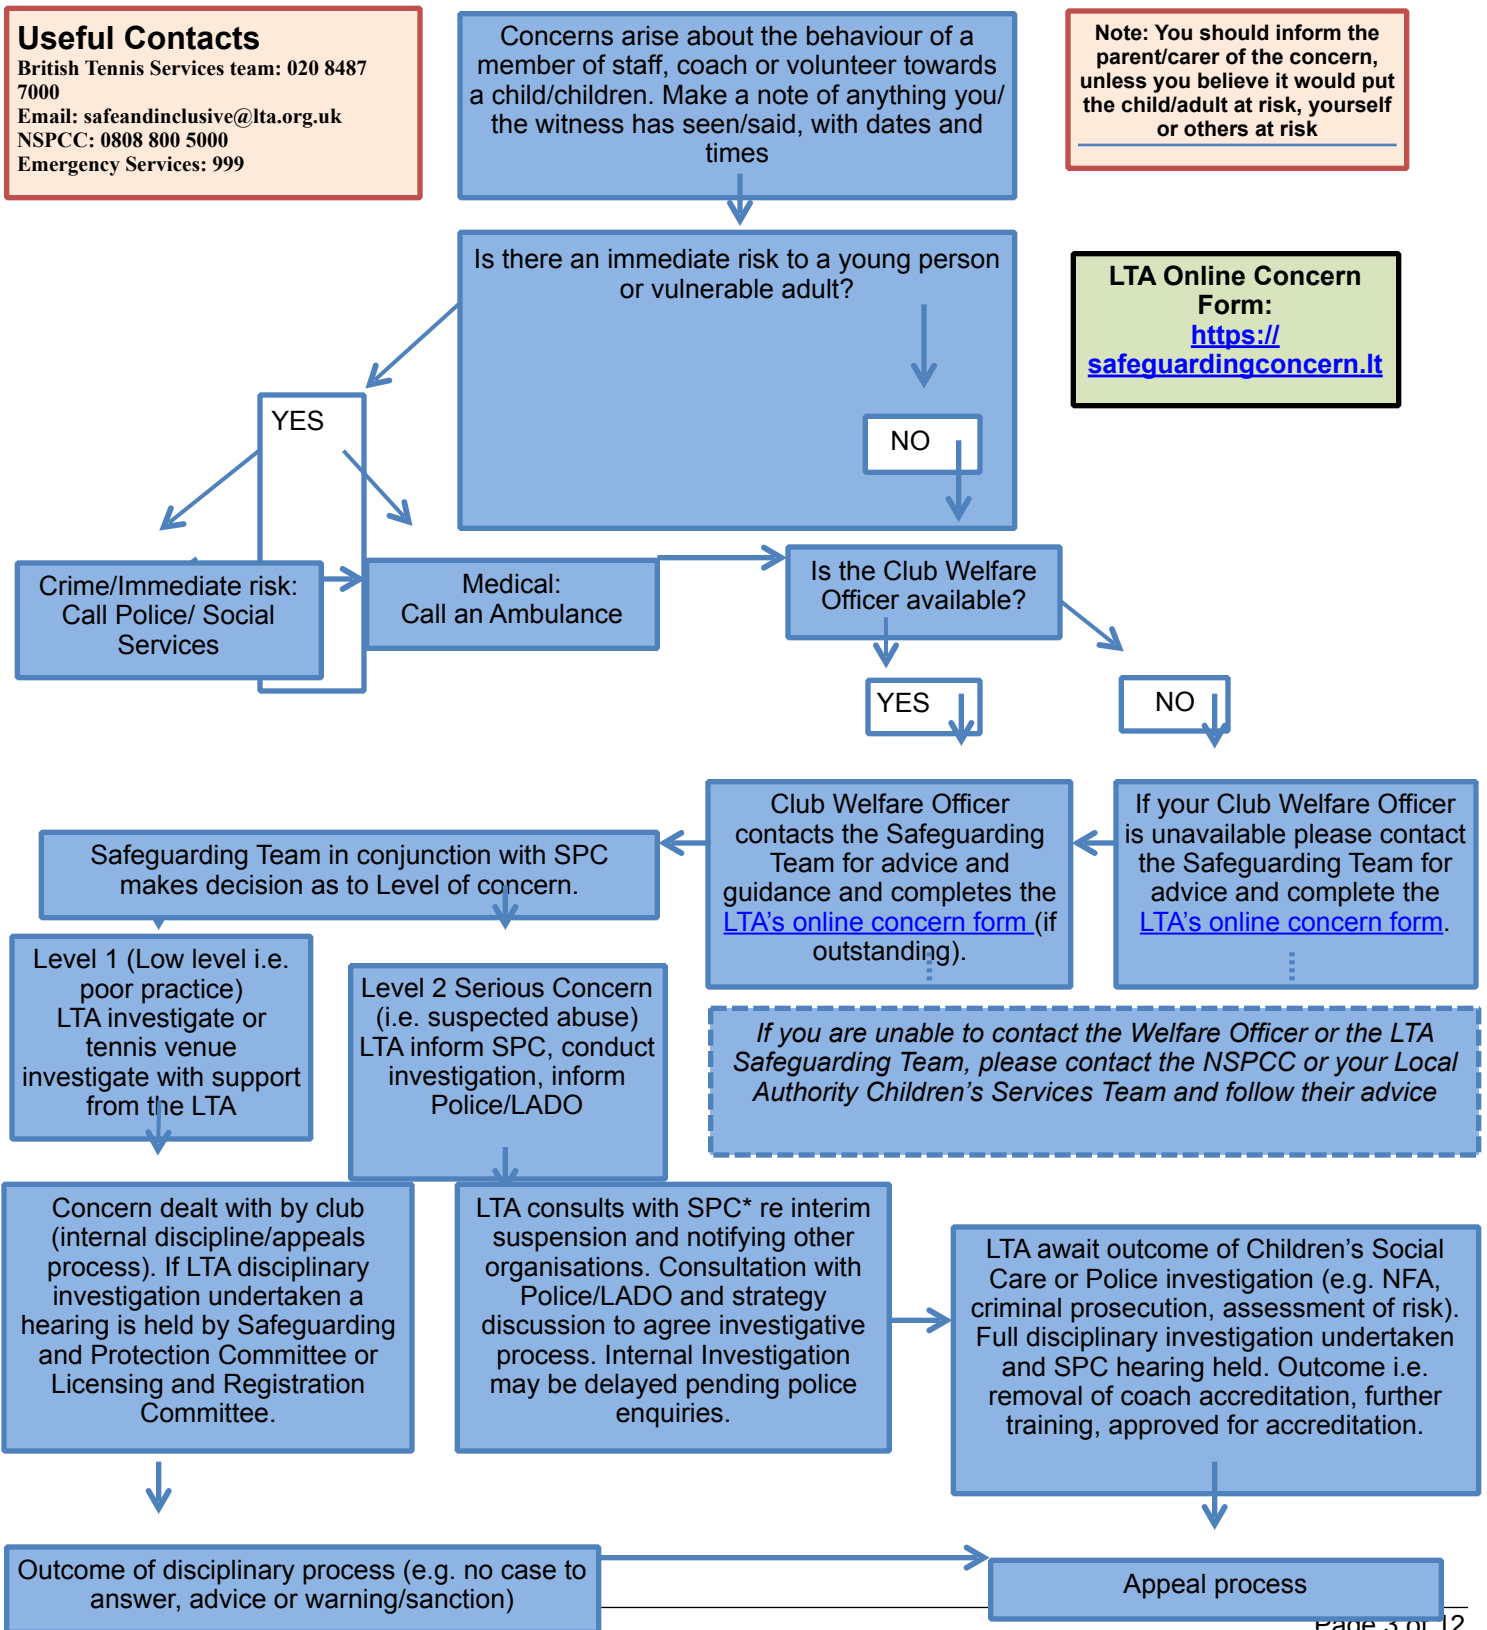 Useful Contacts
British Tennis Services team: 020 8487
7000
Email: safeandinclusive@lta.org.uk
NSPCC: 0808 800 5000
Emergency Services: 999
Concerns arise about the behaviour of a
member of staff, coach or volunteer towards
a child/children. Make a note of anything you/
the witness has seen/said, with dates and
times
Note: You should inform the
parent/carer of the concern,
unless you believe it would put
the child/adult at risk, yourself
or others at risk
Is there an immediate risk to a young person
or vulnerable adult?
LTA Online Concern
Form:
https://
safeguardingconcern.lt
YES
NO
Crime/Immediate risk:
Call Police/ Social
Services
Medical:
Call an Ambulance
Is the Club Welfare
Officer available?
YES
NO
Safeguarding Team in conjunction with SPC
makes decision as to Level of concern.
Club Welfare Officer
contacts the Safeguarding
Team for advice and
guidance and completes the
LTA's online concern form (if
outstanding).
If your Club Welfare Officer
is unavailable please contact
the Safeguarding Team for
advice and complete the
LTA's online concern form.
Level 1 (Low level i.e.
poor practice)
LTA investigate or
tennis venue
investigate with support
from the LTA
Level 2 Serious Concern
(i.e. suspected abuse)
LTA inform SPC, conduct
investigation, inform
Police/LADO
If you are unable to contact the Welfare Officer or the LTA
Safeguarding Team, please contact the NSPCC or your Local
Authority Children's Services Team and follow their advice
Concern dealt with by club
(internal discipline/appeals
process). If LTA disciplinary
investigation undertaken a
hearing is held by Safeguarding
and Protection Committee or
Licensing and Registration
Committee.
LTA consults with SPC* re interim
suspension and notifying other
organisations. Consultation with
Police/LADO and strategy
discussion to agree investigative
process. Internal Investigation
may be delayed pending police
enquiries.
LTA await outcome of Children's Social
Care or Police investigation (e.g. NFA,
criminal prosecution, assessment of risk).
Full disciplinary investigation undertaken
and SPC hearing held. Outcome i.e.
removal of coach accreditation, further
training, approved for accreditation.
Outcome of disciplinary process (e.g. no case to
answer, advice or warning/sanction)
Appeal process
Page 3 of 12